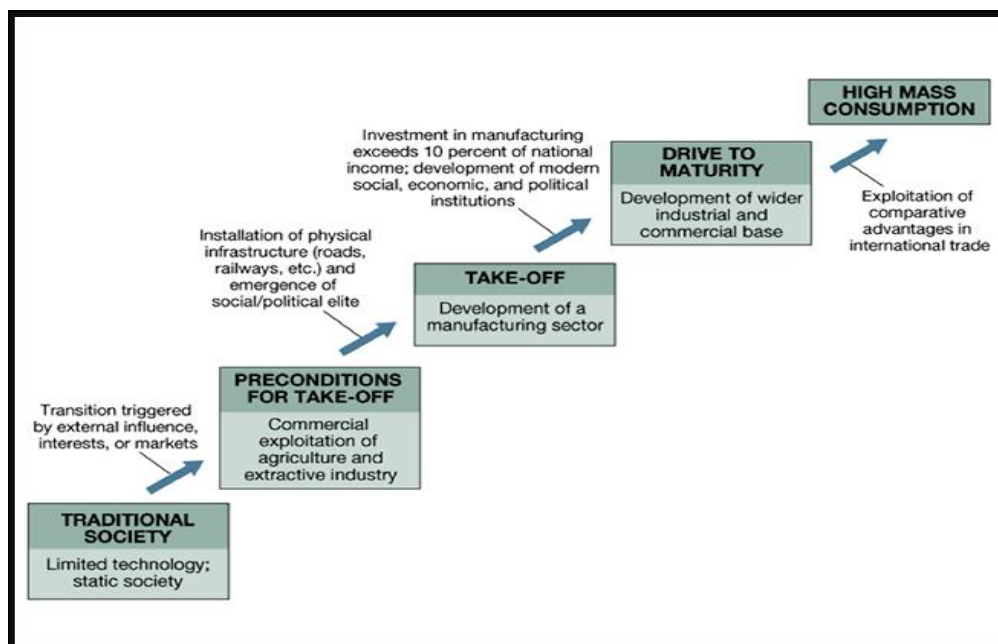 HIGH MASS
CONSUMPTION
Investment in manufacturing
exceeds 10 percent of national
income; development of modern
social, economic, and political
institutions
DRIVE TO
MATURITY
Development of wider
industrial and
commercial base
Exploitation of
comparative
advantages in
international trade
Installation of physical
infrastructure (roads,
railways, etc.) and
emergence of
social/political elite
TAKE-OFF
Development of a
manufacturing sector
PRECONDITIONS
FOR TAKE-OFF
Commercial
exploitation of
agriculture and
extractive industry
Transition triggered
by external influence,
interests, or markets
TRADITIONAL
SOCIETY
Limited technology;
static society